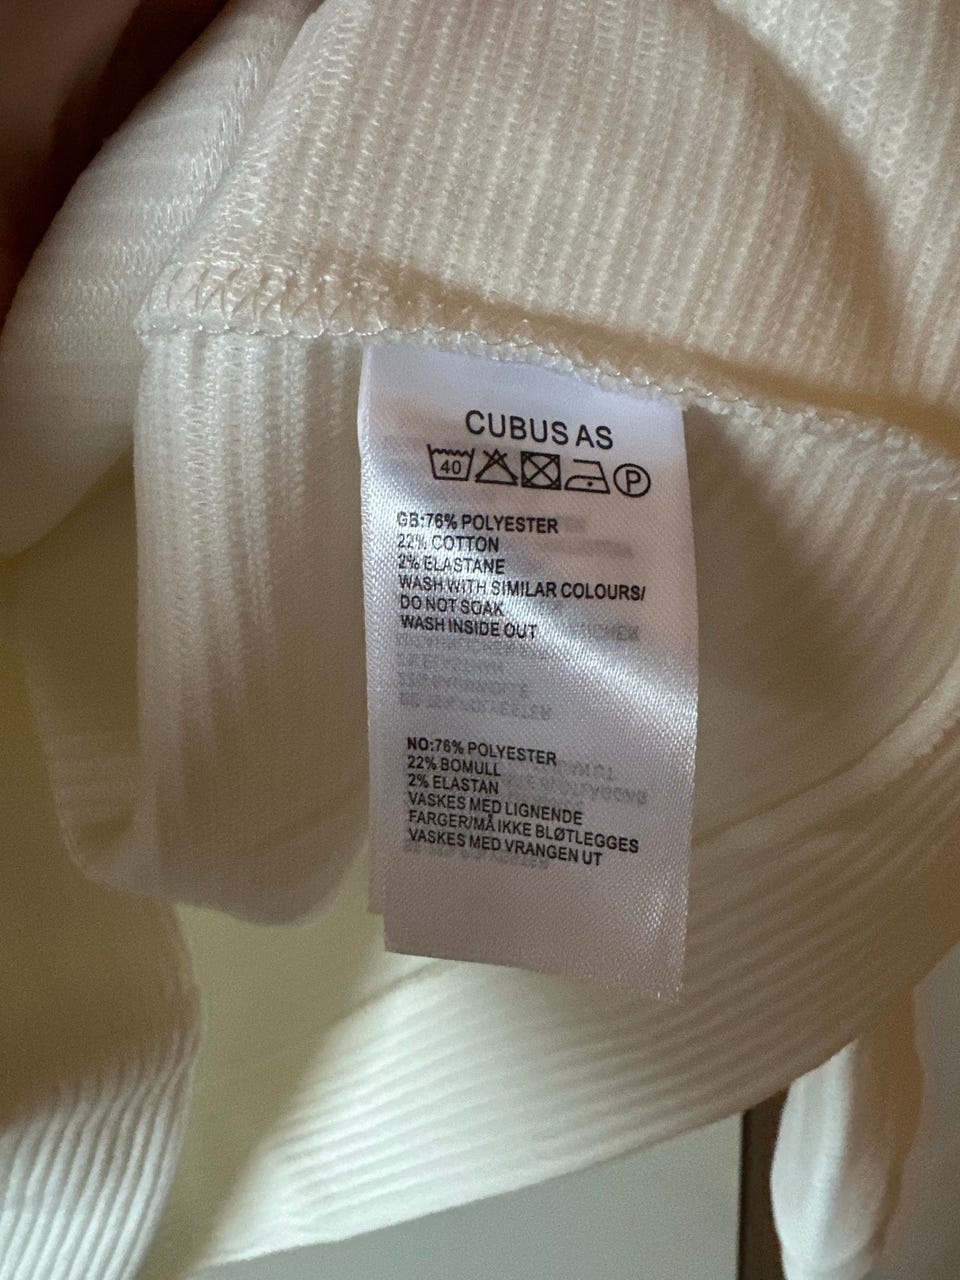 CUBUS AS
40 P
GB:76% POLYESTER
22% COTTON
2% ELASTANE
WASH WITH SIMILAR COLOURS/
DO NOT SOAK
WASH INSIDE OUT
NO:76% POLYESTER
22% BOMULL
2% ELASTAN
VASKES MED LIGNENDE
FARGER/MÅ IKKE BLØTLEGGES
VASKES MED VRANGEN UT